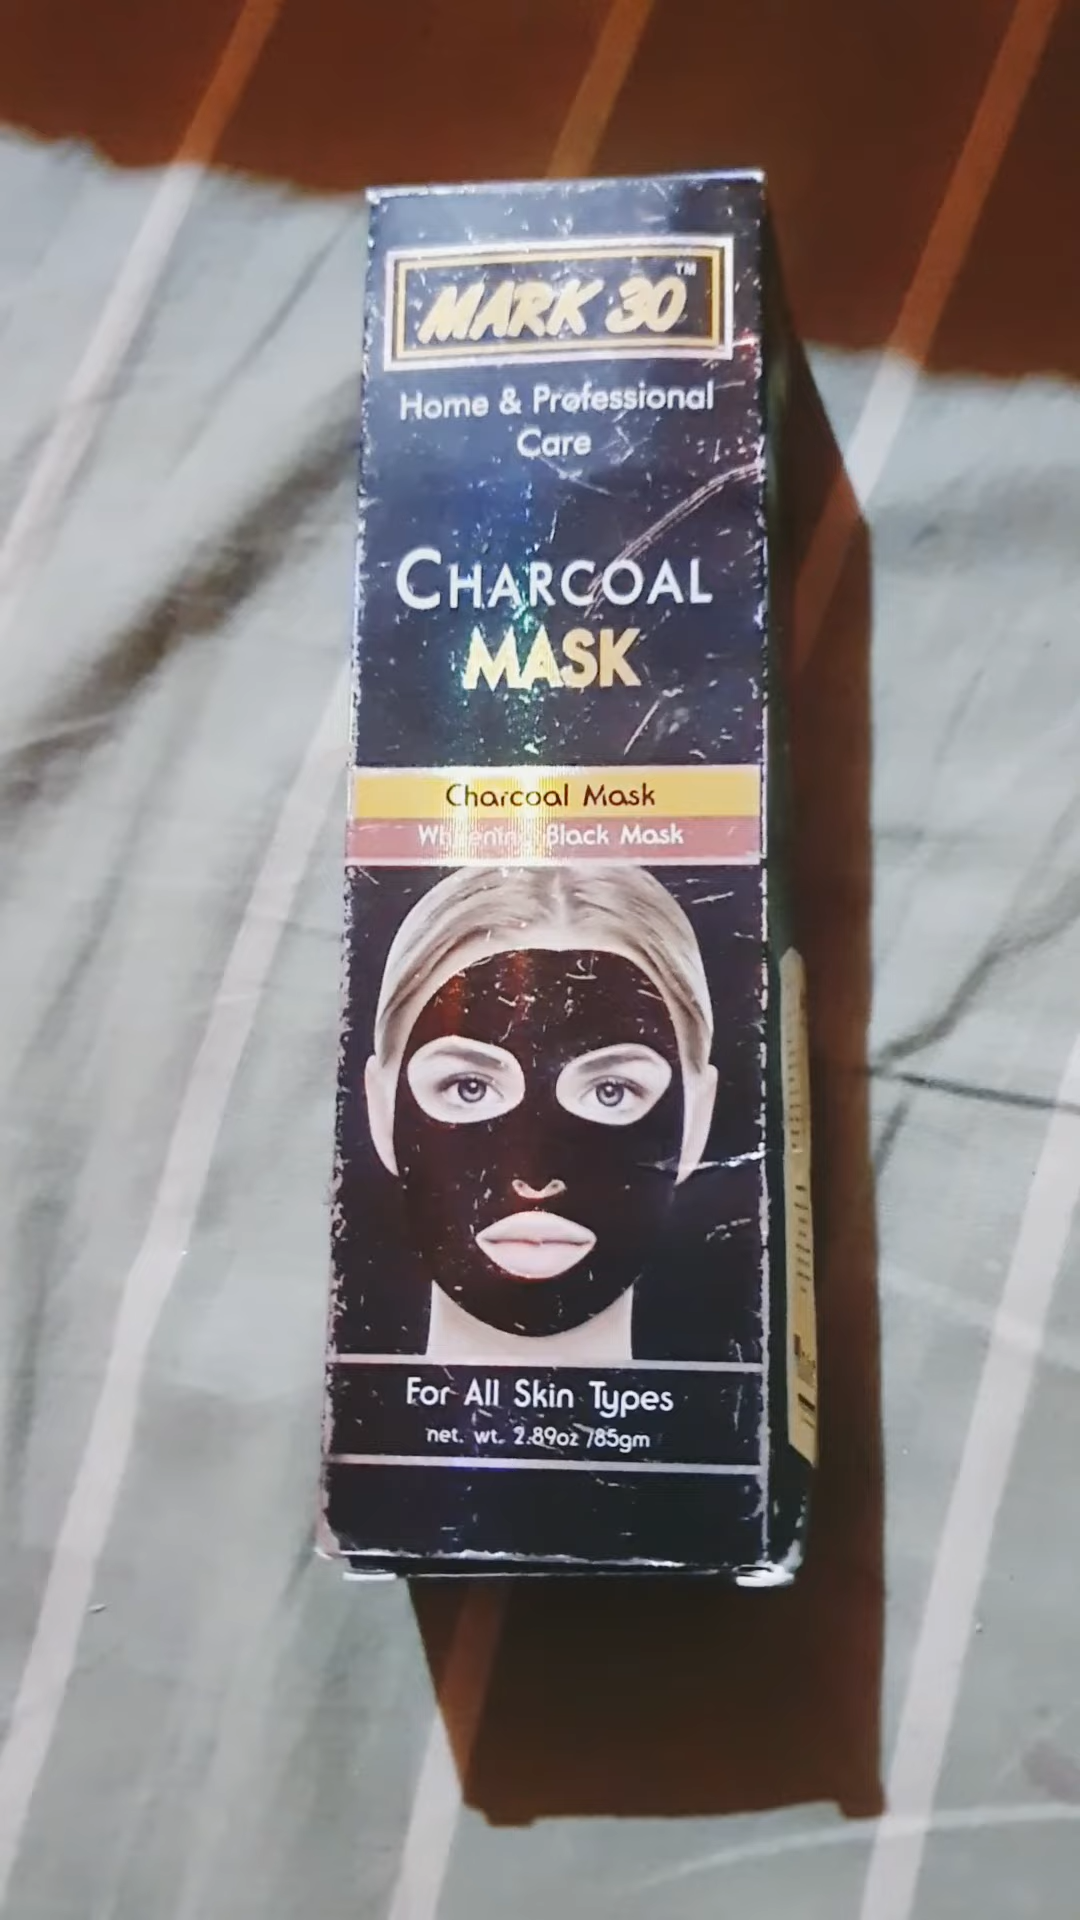 MARK 30 ™
Home & Professional
Care
CHARCOAL
MASK
Charcoal Mask
Whitening Black Mask
For All Skin Types
net. wt. 2.89oz /85gm